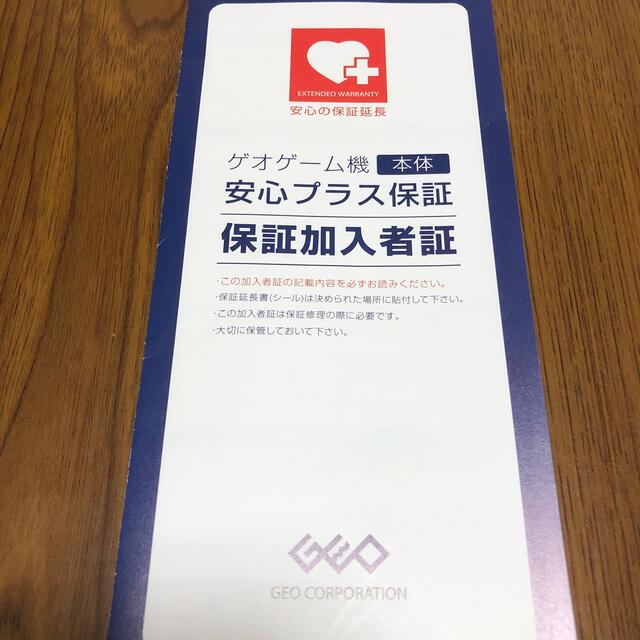 EXTENDED WARRANTY
安心の保証延長
ゲオゲーム機 本体
安心プラス保証
保証加入者証
・この加入者証の記載内容を必ずお読みください。
・保証延長書(シール)は決められた場所に貼付して下さい。
・この加入者証は保証修理の際に必要です。
・大切に保管しておいて下さい。
GEO
GEO CORPORATION